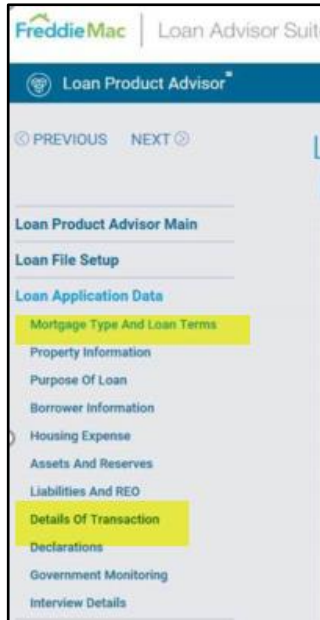 FreddieMac Loan Advisor Suit
Loan Product Advisor℠
PREVIOUS NEXT
Loan Product Advisor Main
Loan File Setup
Loan Application Data
Mortgage Type And Loan Terms
Property Information
Purpose Of Loan
Borrower Information
Housing Expense
Assets And Reserves
Liabilities And REO
Details Of Transaction
Declarations
Government Monitoring
Interview Details